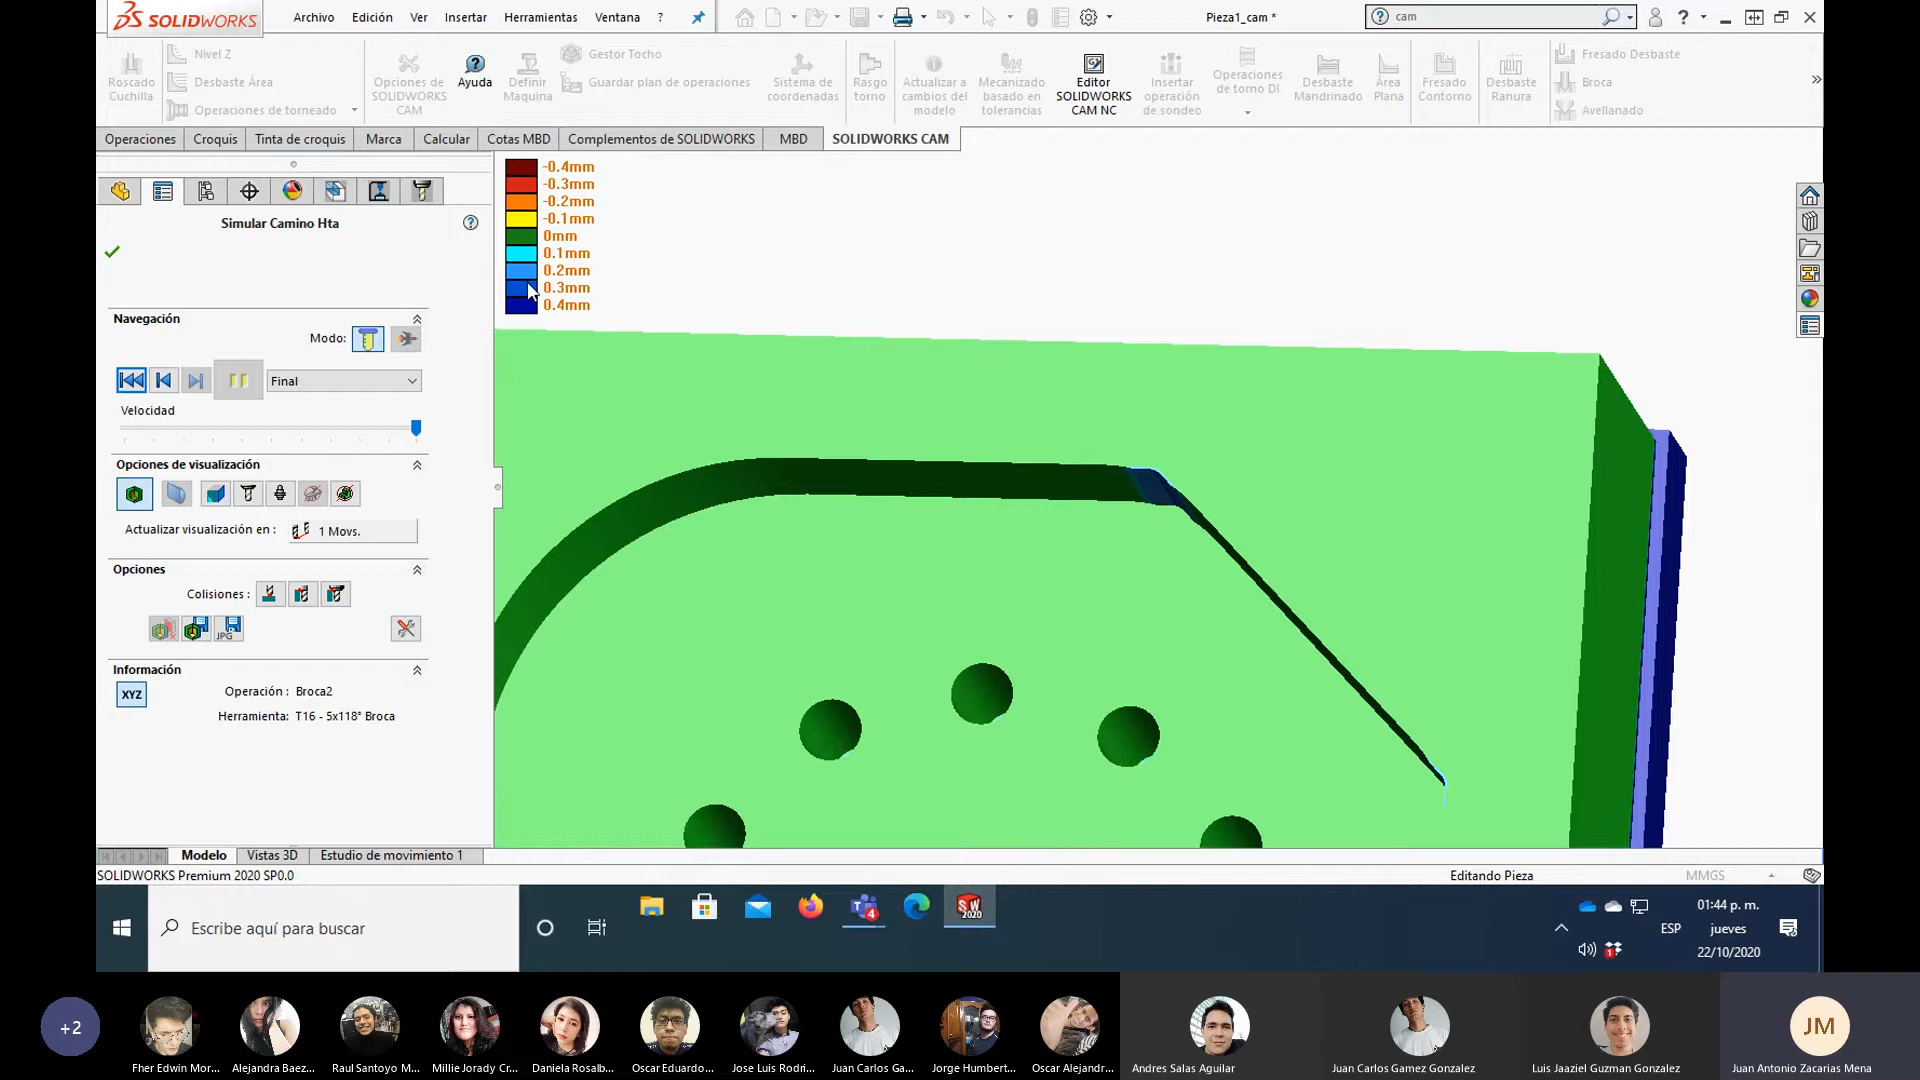 SOLIDWORKS
Archivo Edición Ver Insertar Herramientas Ventana ?
Pieza1_cam *
cam
Roscado Cuchilla
Nivel Z
Desbaste Área
Operaciones de torneado
Opciones de SOLIDWORKS CAM
Ayuda
Definir Maquina
Gestor Tocho
Guardar plan de operaciones
Sistema de coordenadas
Rasgo torno
Actualizar a cambios del modelo
Mecanizado basado en tolerancias
Editor SOLIDWORKS CAM NC
Insertar operación de sondeo
Operaciones de torno DI
Desbaste Mandrinado
Área Plana
Fresado Contorno
Desbaste Ranura
Fresado Desbaste
Broca
Avellanado
Operaciones Croquis Tinta de croquis Marca Calcular Cotas MBD Complementos de SOLIDWORKS MBD SOLIDWORKS CAM
-0.4mm
-0.3mm
-0.2mm
-0.1mm
0mm
0.1mm
0.2mm
0.3mm
0.4mm
Simular Camino Hta
Navegación
Modo:
Final
Velocidad
Opciones de visualización
Actualizar visualización en : 1 Movs.
Opciones
Colisiones :
JPG
Información
XYZ
Operación : Broca2
Herramienta: T16 - 5x118° Broca
Modelo Vistas 3D Estudio de movimiento 1
SOLIDWORKS Premium 2020 SP0.0
Editando Pieza
MMGS
Escribe aquí para buscar
4
SW 2020
ESP
1
01:44 p. m.
jueves
22/10/2020
+2
Fher Edwin Mor...
Alejandra Baez...
Raul Santoyo M...
Millie Jorady Cr...
Daniela Rosalb...
Oscar Eduardo...
Jose Luis Rodri...
Juan Carlos Ga...
Jorge Humbert...
Oscar Alejandr...
Andres Salas Aguilar
Juan Carlos Gamez Gonzalez
Luis Jaaziel Guzman Gonzalez
JM
Juan Antonio Zacarias Mena